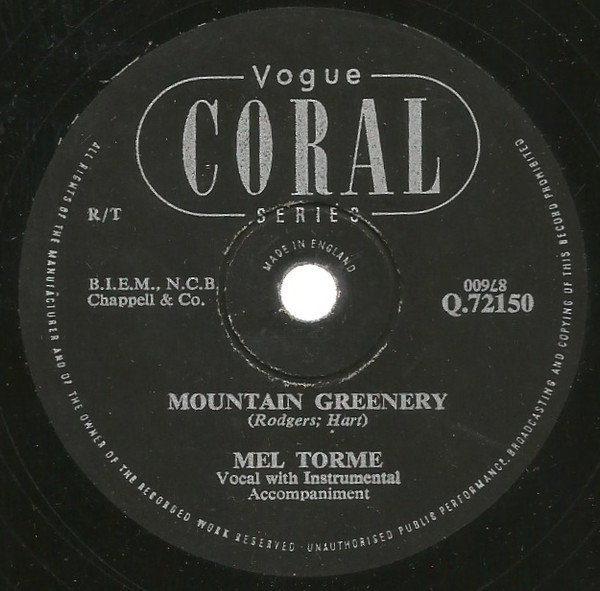 Vogue
CORAL
SERIES
MADE IN ENGLAND
R/T
B.I.E.M., N.C.B.
Chappell & Co.
87600
Q.72150
MOUNTAIN GREENERY
(Rodgers; Hart)
MEL TORME
Vocal with Instrumental
Accompaniment
ALL RIGHTS OF THE MANUFACTURER AND OF THE OWNER OF THE RECORDED WORK RESERVED · UNAUTHORISED PUBLIC PERFORMANCE, BROADCASTING AND COPYING OF THIS RECORD PROHIBITED